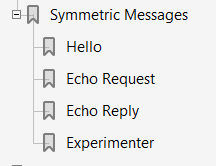 Symmetric Messages
Hello
Echo Request
Echo Reply
Experimenter